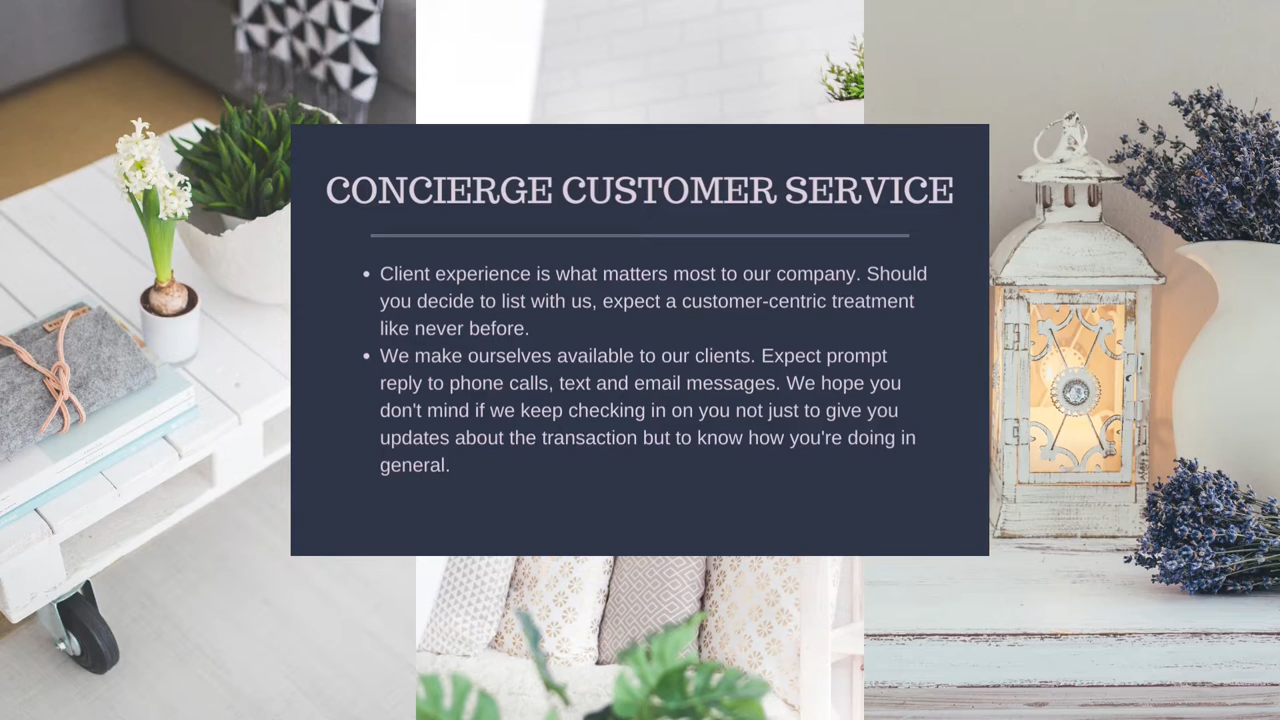 CONCIERGE CUSTOMER SERVICE
• Client experience is what matters most to our company. Should
you decide to list with us, expect a customer-centric treatment
like never before.
• We make ourselves available to our clients. Expect prompt
reply to phone calls, text and email messages. We hope you
don't mind if we keep checking in on you not just to give you
updates about the transaction but to know how you're doing in
general.